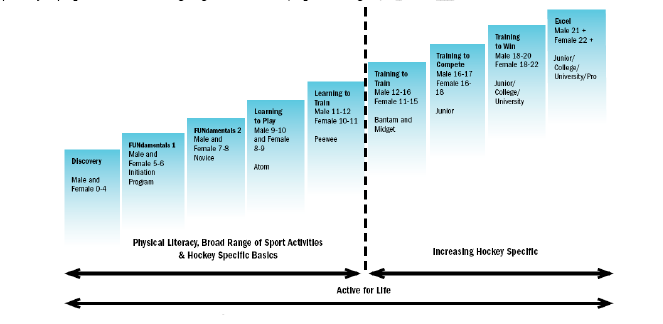 Discovery
Male and
Female 0-4
FUNdamentals 1
Male and
Female 5-6
Initiation
Program
FUNdamentals 2
Male and
Female 7-8
Novice
Learning
to Play
Male 9-10
and Female
8-9
Atom
Learning to
Train
Male 11-12
Female 10-11
Peewee
Training to
Train
Male 12-16
Female 11-15
Bantam and
Midget
Training to
Compete
Male 16-17
Female 16-
18
Junior
Training
to Win
Male 18-20
Female 18-22
Junior/
College/
University
Excel
Male 21 +
Female 22 +
Junior/
College/
University/Pro
Physical Literacy, Broad Range of Sport Activities
& Hockey Specific Basics
Increasing Hockey Specific
Active for Life